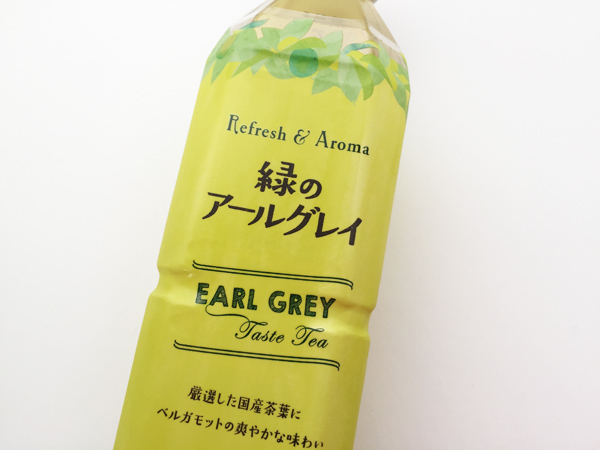 Refresh & Aroma
緑の
アールグレイ
EARL GREY
Taste Tea
厳選した国産茶葉に
ベルガモットの爽やかな味わい